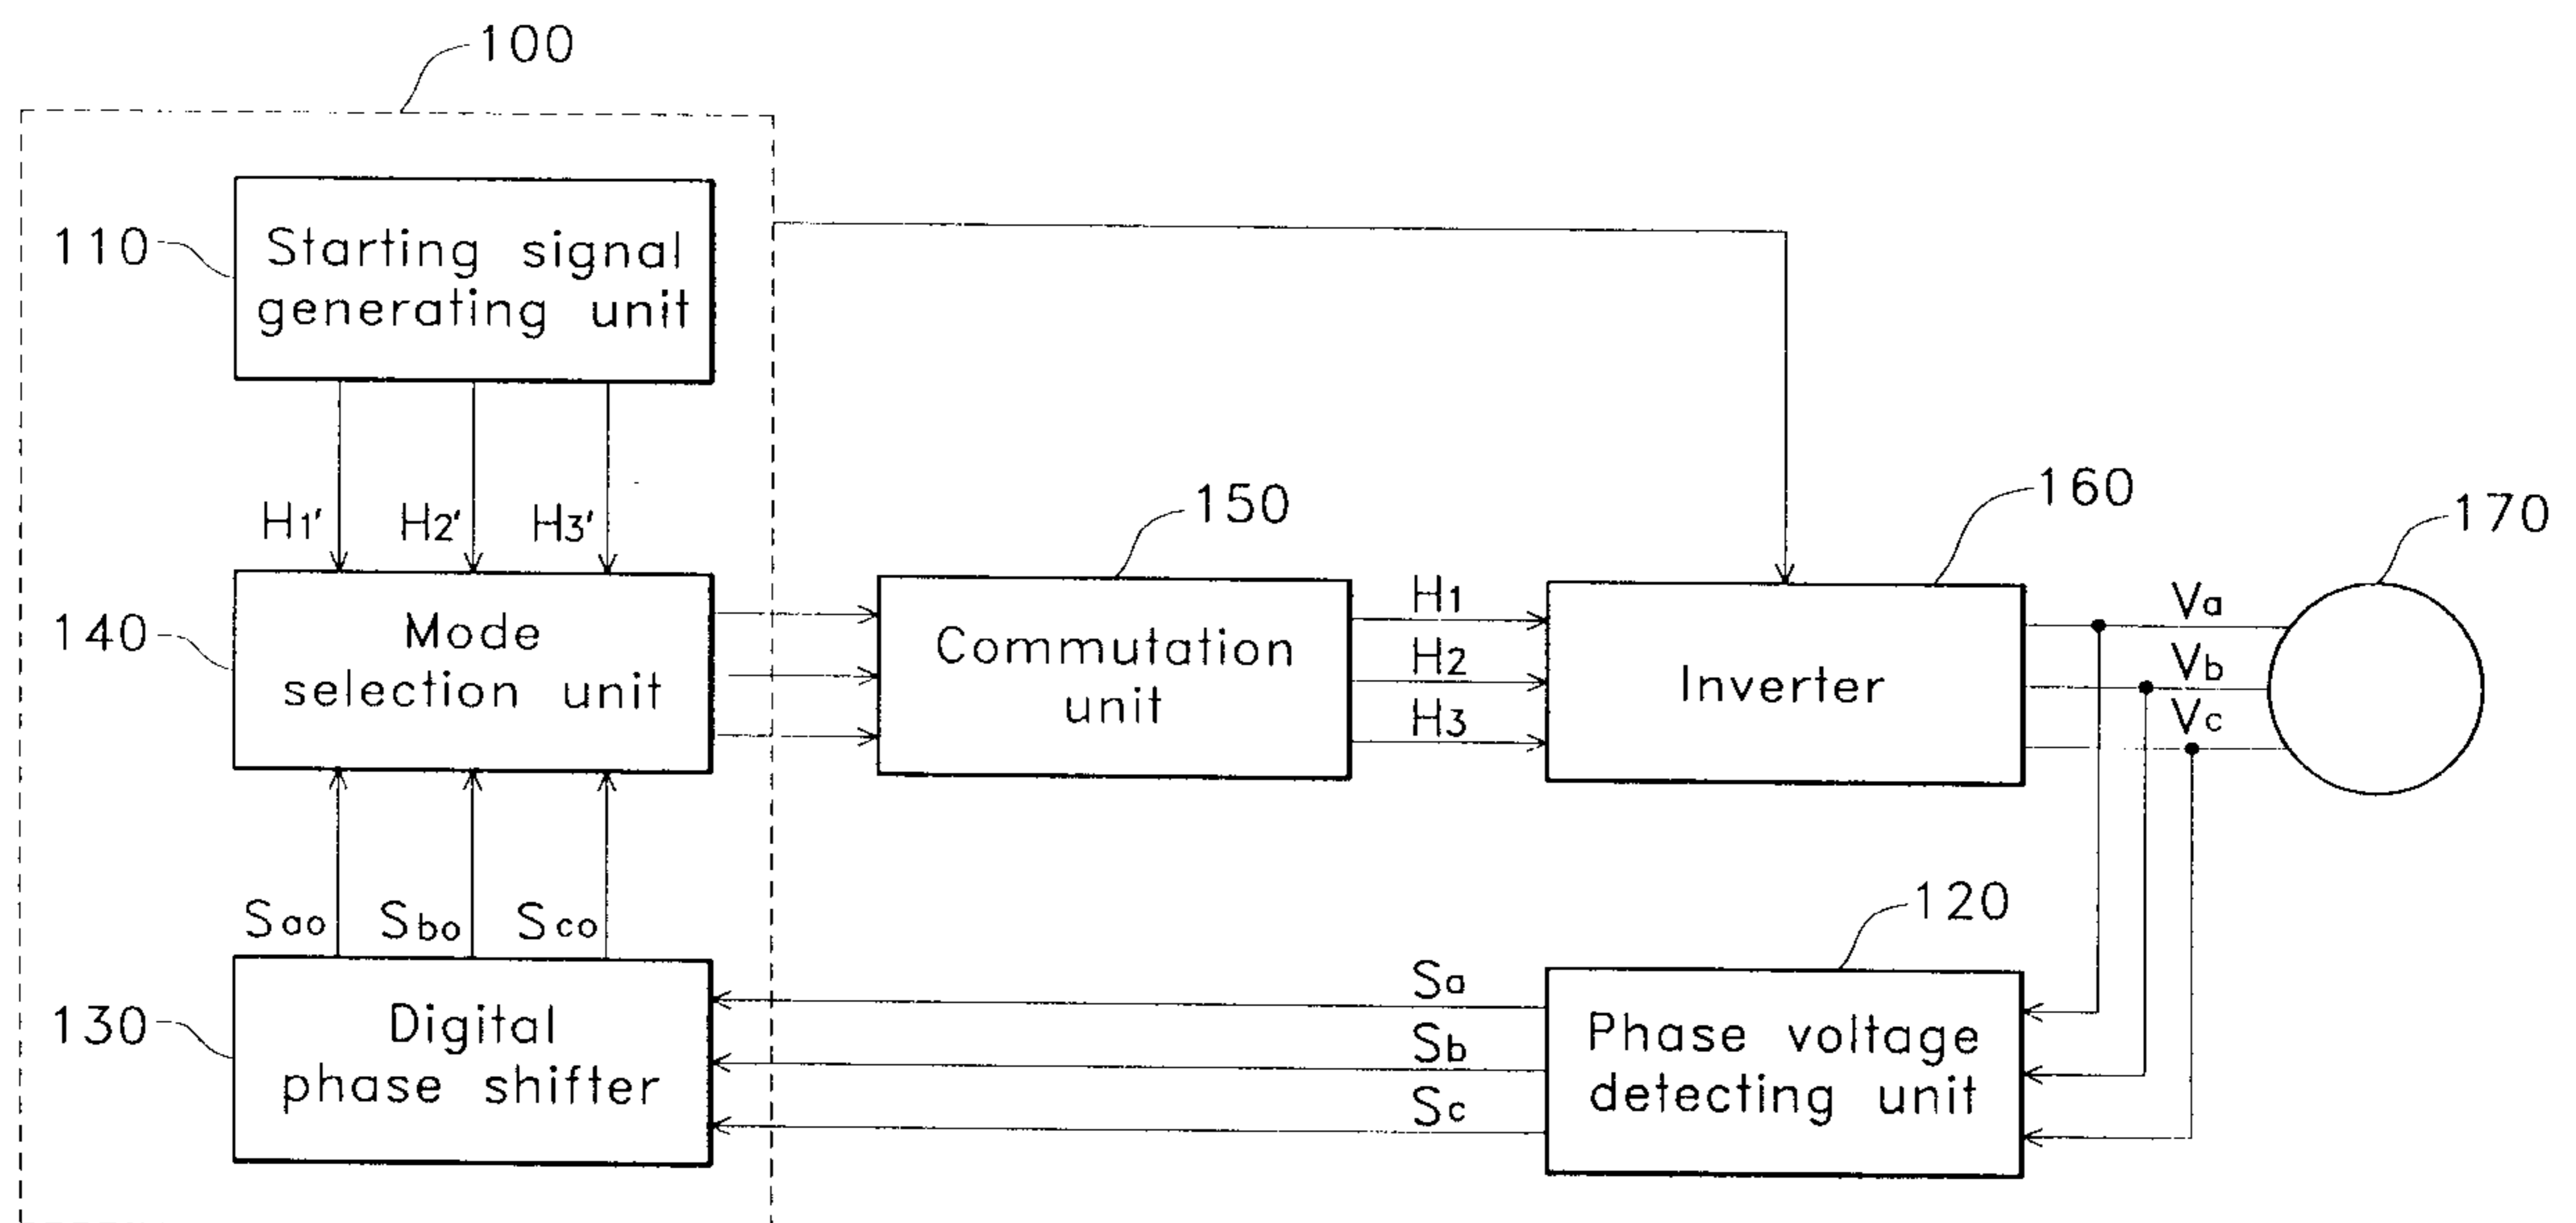 100
110
Starting signal
generating unit
H1' H2' H3'
140
Mode
selection unit
150
Commutation
unit
H1
H2
H3
160
Inverter
Va
Vb
Vc
170
Sao Sbo Sco
130
Digital
phase shifter
Sa
Sb
Sc
120
Phase voltage
detecting unit